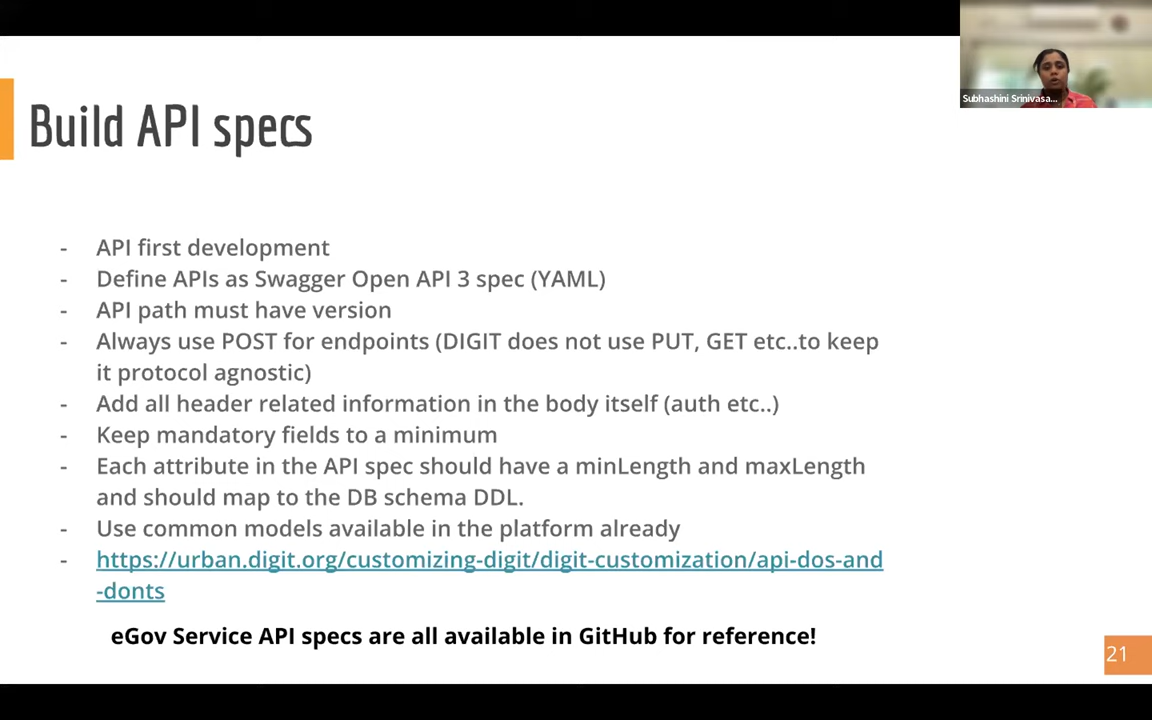 Subhashini Srinivasa...
Build API specs
- API first development
- Define APIs as Swagger Open API 3 spec (YAML)
- API path must have version
- Always use POST for endpoints (DIGIT does not use PUT, GET etc..to keep
it protocol agnostic)
- Add all header related information in the body itself (auth etc..)
- Keep mandatory fields to a minimum
- Each attribute in the API spec should have a minLength and maxLength
and should map to the DB schema DDL.
- Use common models available in the platform already
- https://urban.digit.org/customizing-digit/digit-customization/api-dos-and
-donts
eGov Service API specs are all available in GitHub for reference!
21